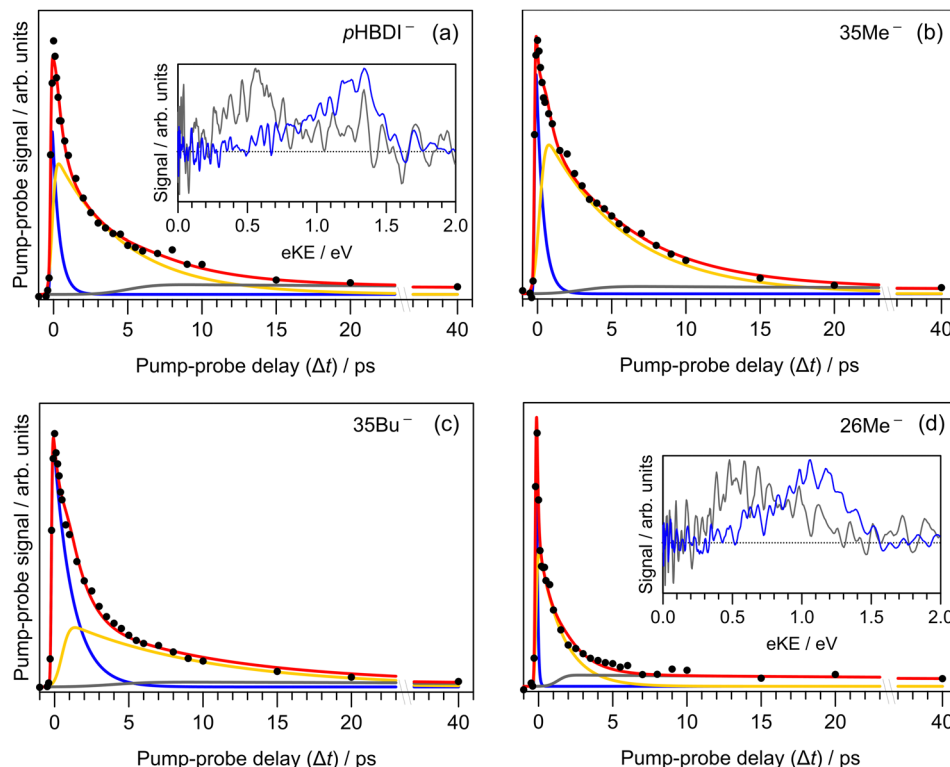 pHBDI⁻ (a)
Pump-probe signal / arb. units
Signal / arb. units
0.0 0.5 1.0 1.5 2.0
eKE / eV
0 5 10 15 20 40
Pump-probe delay (Δt) / ps
35Me⁻ (b)
0 5 10 15 20 40
Pump-probe delay (Δt) / ps
35Bu⁻ (c)
Pump-probe signal / arb. units
0 5 10 15 20 40
Pump-probe delay (Δt) / ps
26Me⁻ (d)
Signal / arb. units
0.0 0.5 1.0 1.5 2.0
eKE / eV
0 5 10 15 20 40
Pump-probe delay (Δt) / ps